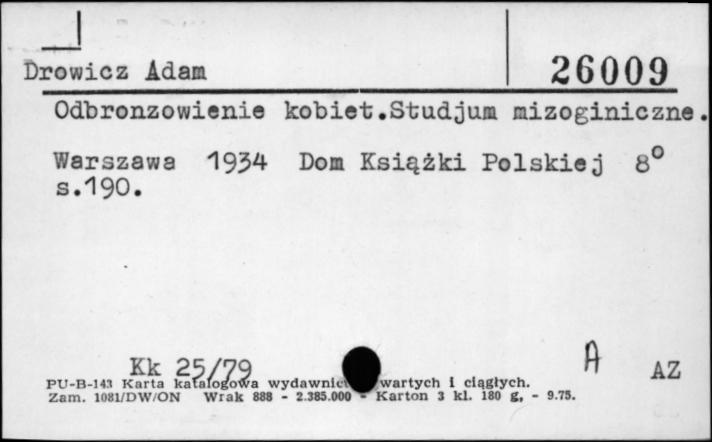 Drowicz Adam 26009
Odbronzowienie kobiet.Studjum mizoginiczne.
Warszawa 1934 Dom Książki Polskiej 8°
s.190.
Kk 25/79 A AZ
PU-B-143 Karta katalogowa wydawnic wartych i ciągłych.
Zam. 1081/DW/ON Wrak 888 - 2.385.000 - Karton 3 kl. 180 g, - 9.75.